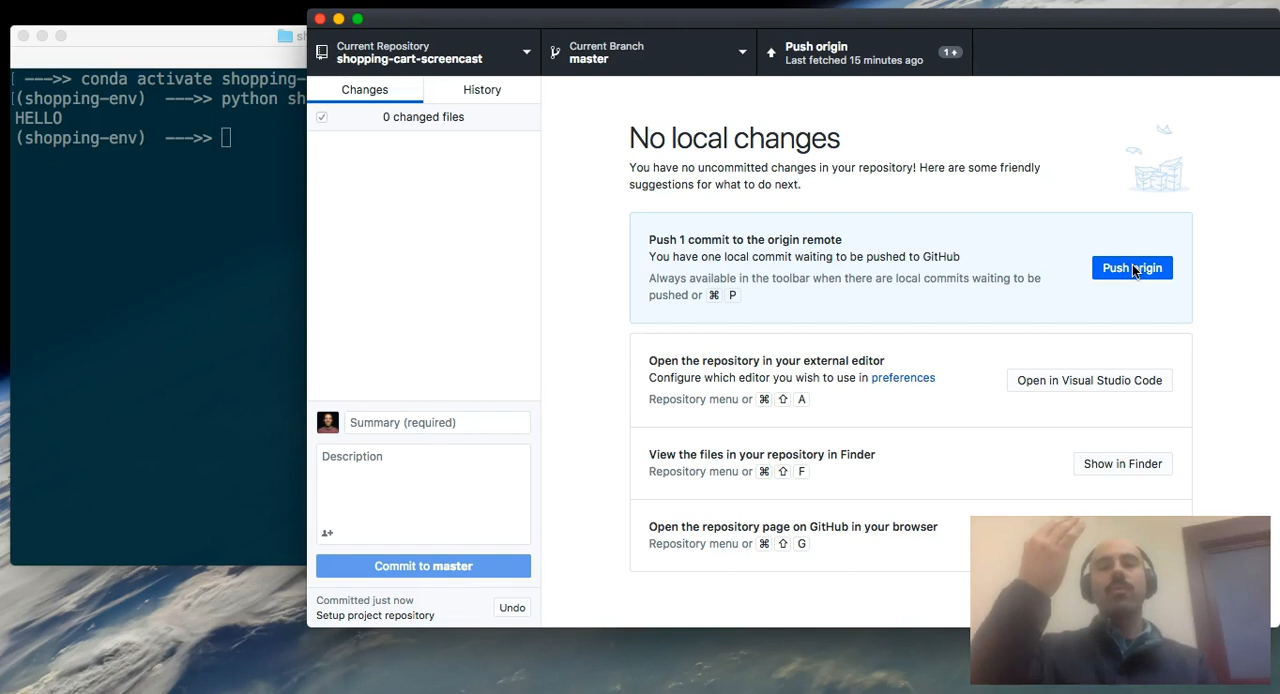 sh
[ --->> conda activate shopping-
[(shopping-env) --->> python sh
HELLO
(shopping-env) --->>
Current Repository
shopping-cart-screencast
Current Branch
master
Push origin
Last fetched 15 minutes ago
1
Changes
History
0 changed files
No local changes
You have no uncommitted changes in your repository! Here are some friendly
suggestions for what to do next.
Push 1 commit to the origin remote
You have one local commit waiting to be pushed to GitHub
Always available in the toolbar when there are local commits waiting to be
pushed or ⌘ P
Push origin
Open the repository in your external editor
Configure which editor you wish to use in preferences
Repository menu or ⌘ ⇧ A
Open in Visual Studio Code
View the files in your repository in Finder
Repository menu or ⌘ ⇧ F
Show in Finder
Open the repository page on GitHub in your browser
Repository menu or ⌘ ⇧ G
Summary (required)
Description
Commit to master
Committed just now
Setup project repository
Undo